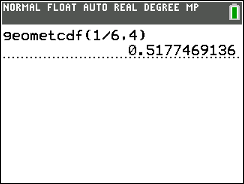 NORMAL FLOAT AUTO REAL DEGREE MP
geometcdf(1/6,4)
0.5177469136